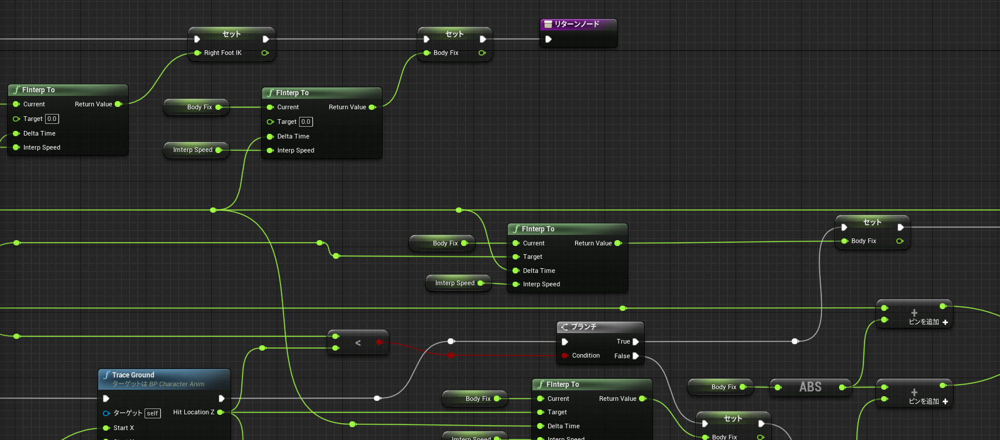 セット
Right Foot IK
セット
Body Fix
リターンノード
FInterp To
Current
Return Value
Target 0.0
Delta Time
Interp Speed
Body Fix
Imterp Speed
FInterp To
Current
Return Value
Target 0.0
Delta Time
Interp Speed
Body Fix
Imterp Speed
FInterp To
Current
Return Value
Target
Delta Time
Interp Speed
セット
Body Fix
+
ピンを追加 +
<
ブランチ
True
Condition
False
Trace Ground
ターゲットは BP Character Anim
ターゲット self
Hit Location Z
Start X
Body Fix
Imterp Speed
FInterp To
Current
Return Value
Target
Delta Time
Interp Speed
Body Fix
ABS
+
ピンを追加 +
セット
Body Fix